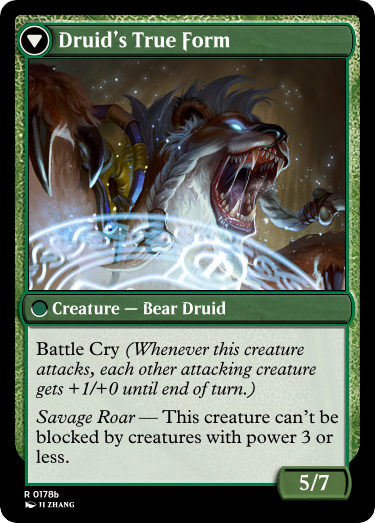 Druid's True Form
Creature — Bear Druid
Battle Cry (Whenever this creature
attacks, each other attacking creature
gets +1/+0 until end of turn.)
Savage Roar — This creature can't be
blocked by creatures with power 3 or
less.
5/7
R 0178b
JI ZHANG